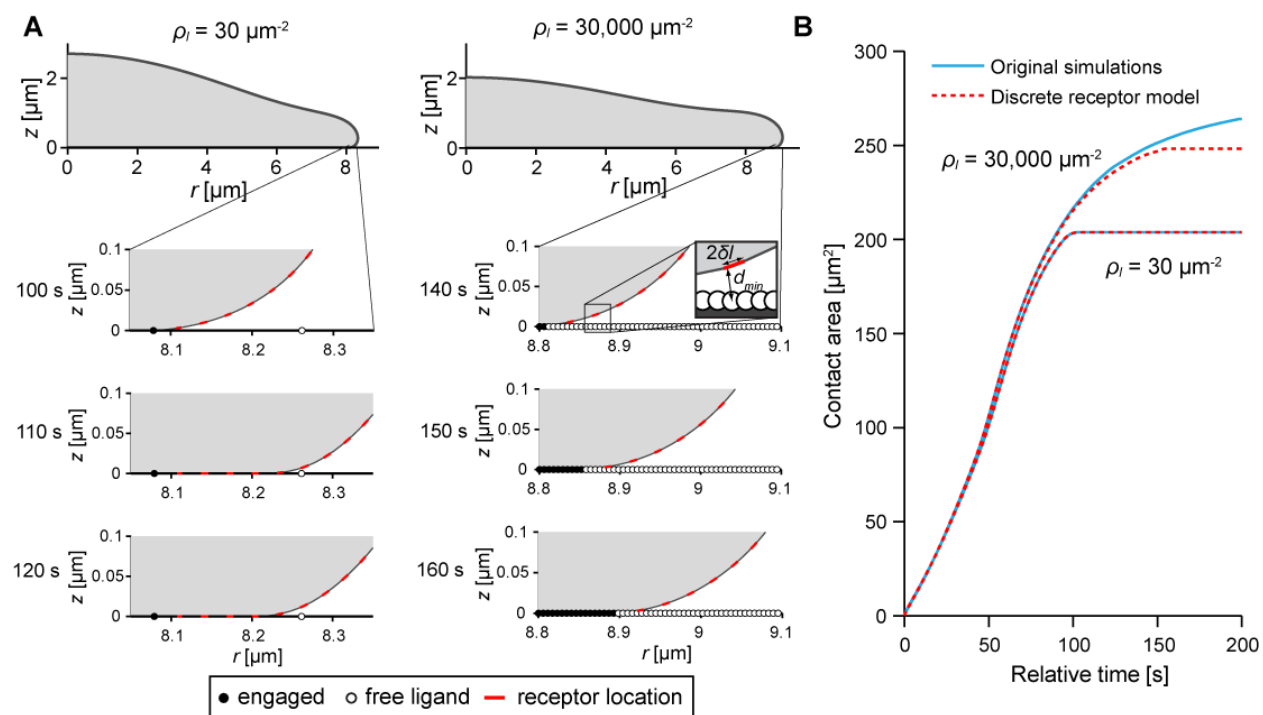 A
ρl = 30 µm-2
z [µm]
2
0
0 2 4 6 8
r [µm]
ρl = 30,000 µm-2
z [µm]
2
0
0 2 4 6 8
r [µm]
100 s
z [µm]
0.1
0.05
0
8.1 8.2 8.3
110 s
z [µm]
0.1
0.05
0
8.1 8.2 8.3
120 s
z [µm]
0.1
0.05
0
8.1 8.2 8.3
r [µm]
140 s
z [µm]
0.1
0.05
0
8.8 8.9 9 9.1
2δl
dmin
150 s
z [µm]
0.1
0.05
0
8.8 8.9 9 9.1
160 s
z [µm]
0.1
0.05
0
8.8 8.9 9 9.1
r [µm]
engaged free ligand receptor location
B
Contact area [µm²]
300
250
200
150
100
50
0
0 50 100 150 200
Relative time [s]
Original simulations
Discrete receptor model
ρl = 30,000 µm-2
ρl = 30 µm-2